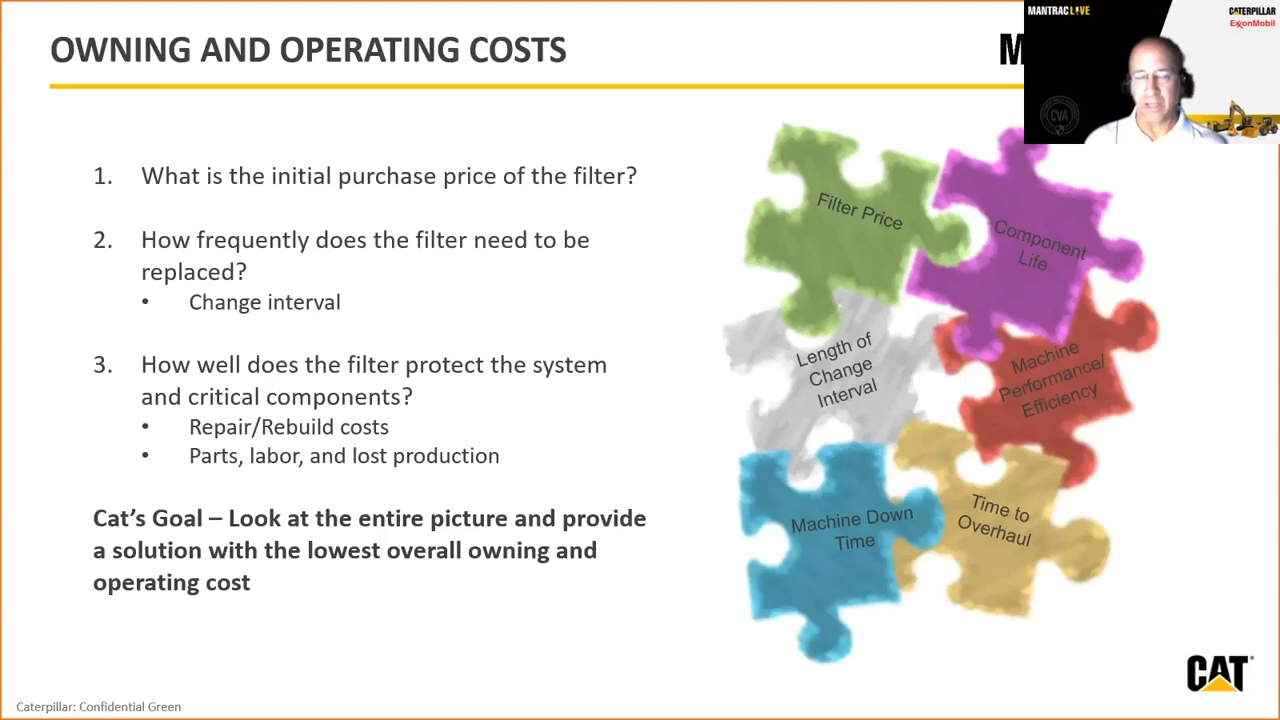 OWNING AND OPERATING COSTS
M
MANTRAC LIVE
CATERPILLAR
ExxonMobil
CVA
1. What is the initial purchase price of the filter?
2. How frequently does the filter need to be
replaced?
• Change interval
3. How well does the filter protect the system
and critical components?
• Repair/Rebuild costs
• Parts, labor, and lost production
Cat’s Goal – Look at the entire picture and provide
a solution with the lowest overall owning and
operating cost
Filter Price
Component
Life
Length of
Change
Interval
Machine
Performance/
Efficiency
Machine Down
Time
Time to
Overhaul
CAT
Caterpillar: Confidential Green